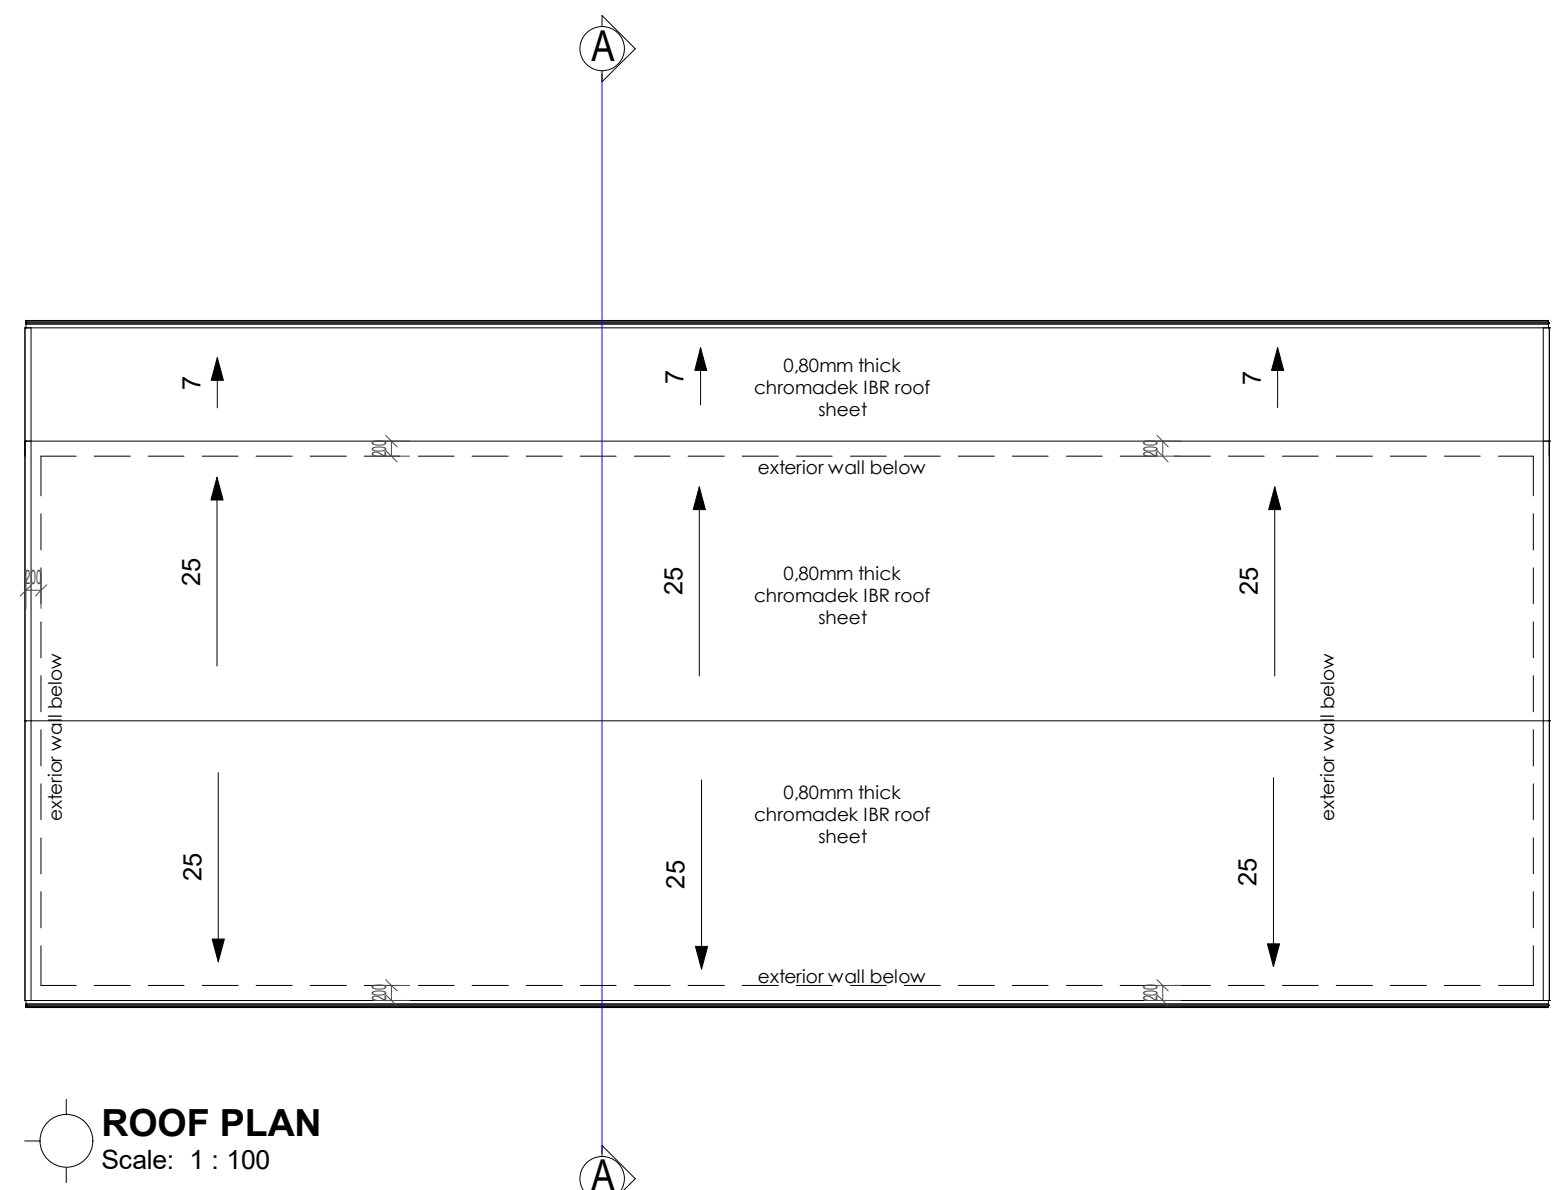 A
7
7
0,80mm thick
chromadek IBR roof
sheet
7
200
200
exterior wall below
25
25
0,80mm thick
chromadek IBR roof
sheet
25
200
exterior wall below
exterior wall below
25
25
0,80mm thick
chromadek IBR roof
sheet
25
exterior wall below
200
200
ROOF PLAN
Scale: 1 : 100
A